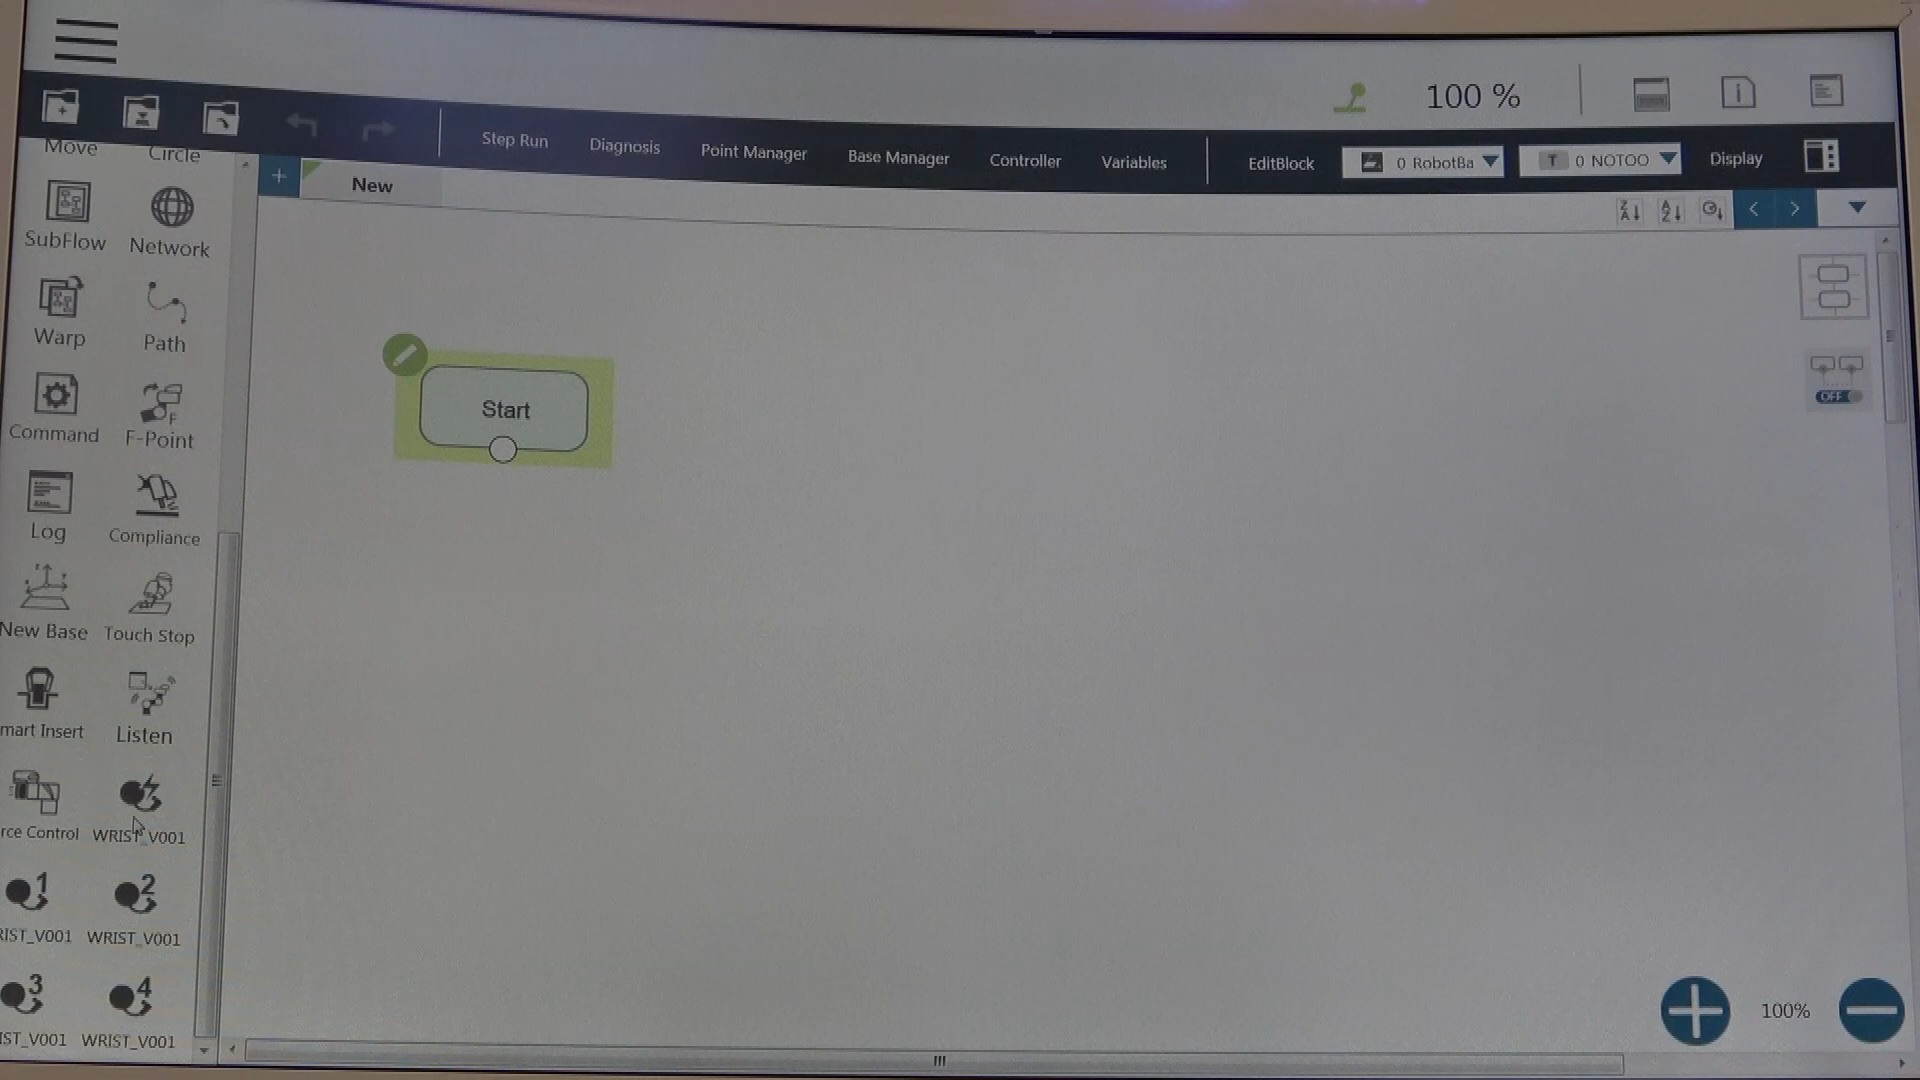 100 %
Step Run
Diagnosis
Point Manager
Base Manager
Controller
Variables
EditBlock
0 RobotBa
T 0 NOTOO
Display
Move
Circle
New
SubFlow
Network
Warp
Path
Start
OFF
Command
F-Point
Log
Compliance
New Base
Touch Stop
mart Insert
Listen
rce Control
WRIST_V001
1
2
RIST_V001
WRIST_V001
3
4
IST_V001
WRIST_V001
100%